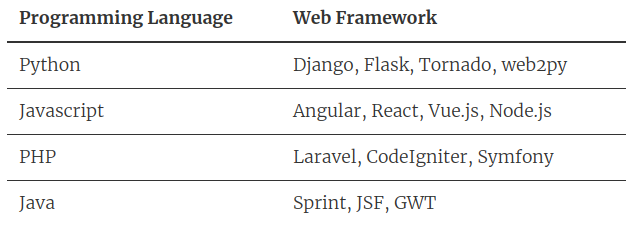 Programming Language Web Framework
Python Django, Flask, Tornado, web2py
Javascript Angular, React, Vue.js, Node.js
PHP Laravel, CodeIgniter, Symfony
Java Sprint, JSF, GWT